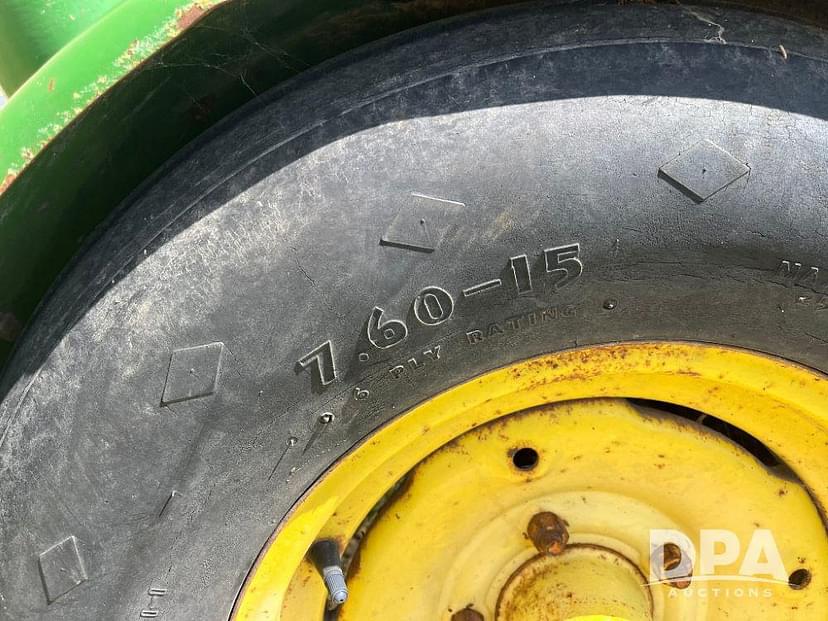 7.60-15
6 PLY RATING
DPA
AUCTIONS